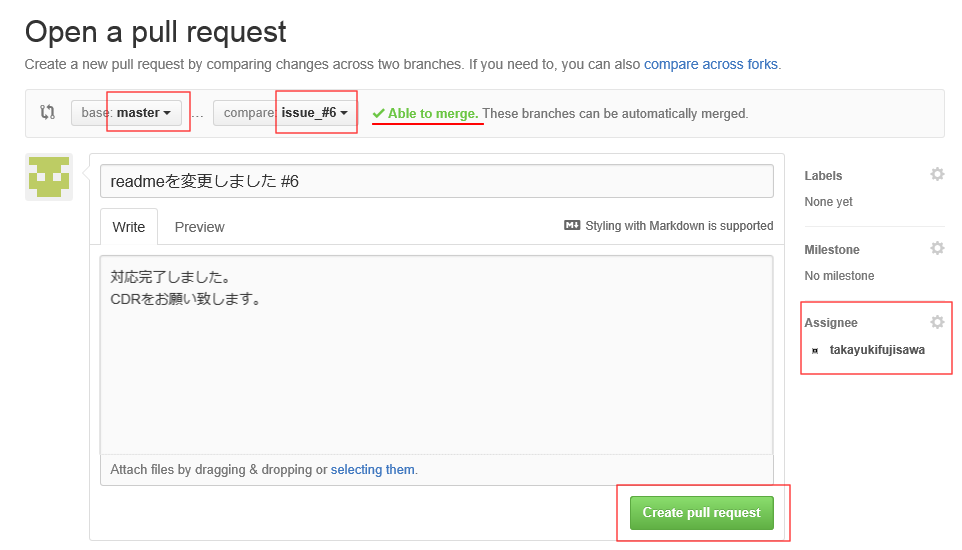 Open a pull request
Create a new pull request by comparing changes across two branches. If you need to, you can also compare across forks.
base: master ... compare: issue_#6 Able to merge. These branches can be automatically merged.
readmeを変更しました #6
Write Preview Styling with Markdown is supported
対応完了しました。
CDRをお願い致します。
Attach files by dragging & dropping or selecting them.
Create pull request
Labels
None yet
Milestone
No milestone
Assignee
takayukifujisawa